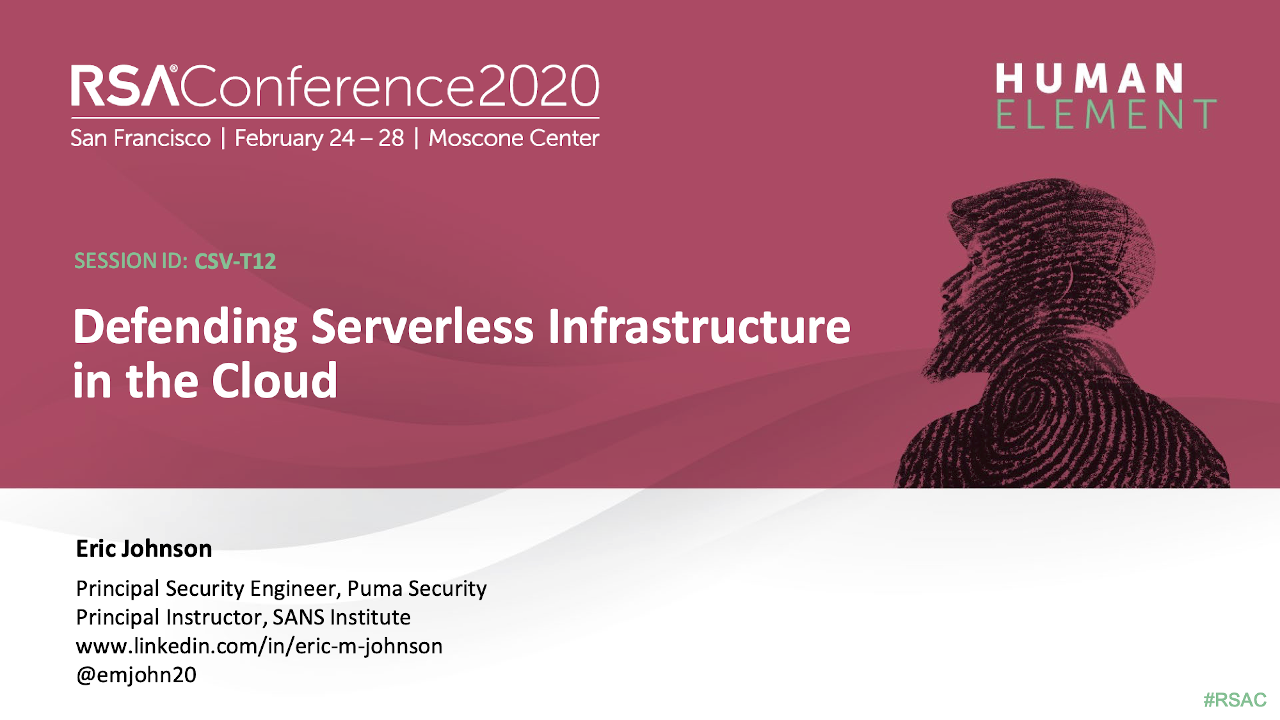 RSA®Conference2020
San Francisco | February 24 – 28 | Moscone Center
HUMAN
ELEMENT
SESSION ID: CSV-T12
Defending Serverless Infrastructure
in the Cloud
Eric Johnson
Principal Security Engineer, Puma Security
Principal Instructor, SANS Institute
www.linkedin.com/in/eric-m-johnson
@emjohn20
#RSAC